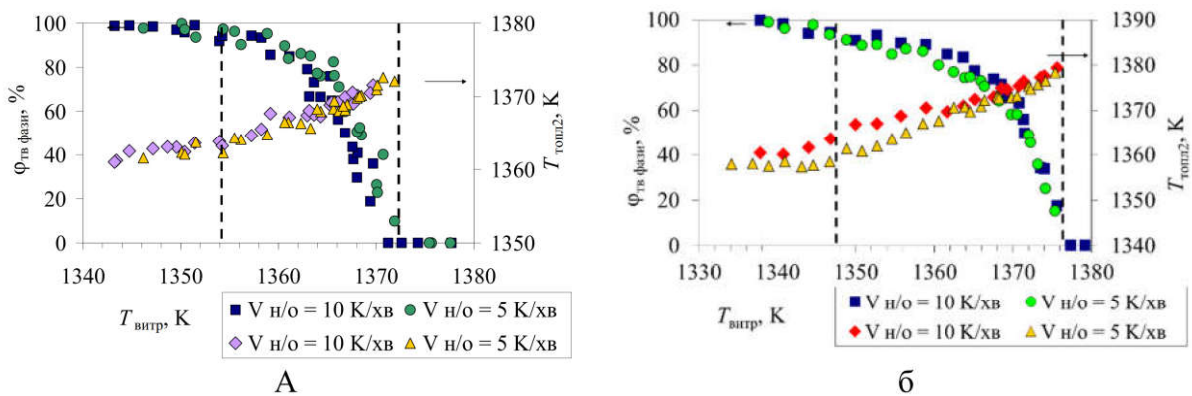 100
80
60
40
20
0
φтв фази, %
1380
1370
1360
1350
Tтопл2, К
1340 1350 1360 1370 1380
Tвитр, К
V н/о = 10 К/хв V н/о = 5 К/хв
V н/о = 10 К/хв V н/о = 5 К/хв
А
100
80
60
40
20
0
φтв фази, %
1390
1380
1370
1360
1350
1340
Tтопл2, К
1330 1340 1350 1360 1370 1380
Tвитр, К
V н/о = 10 К/хв V н/о = 5 К/хв
V н/о = 10 К/хв V н/о = 5 К/хв
б